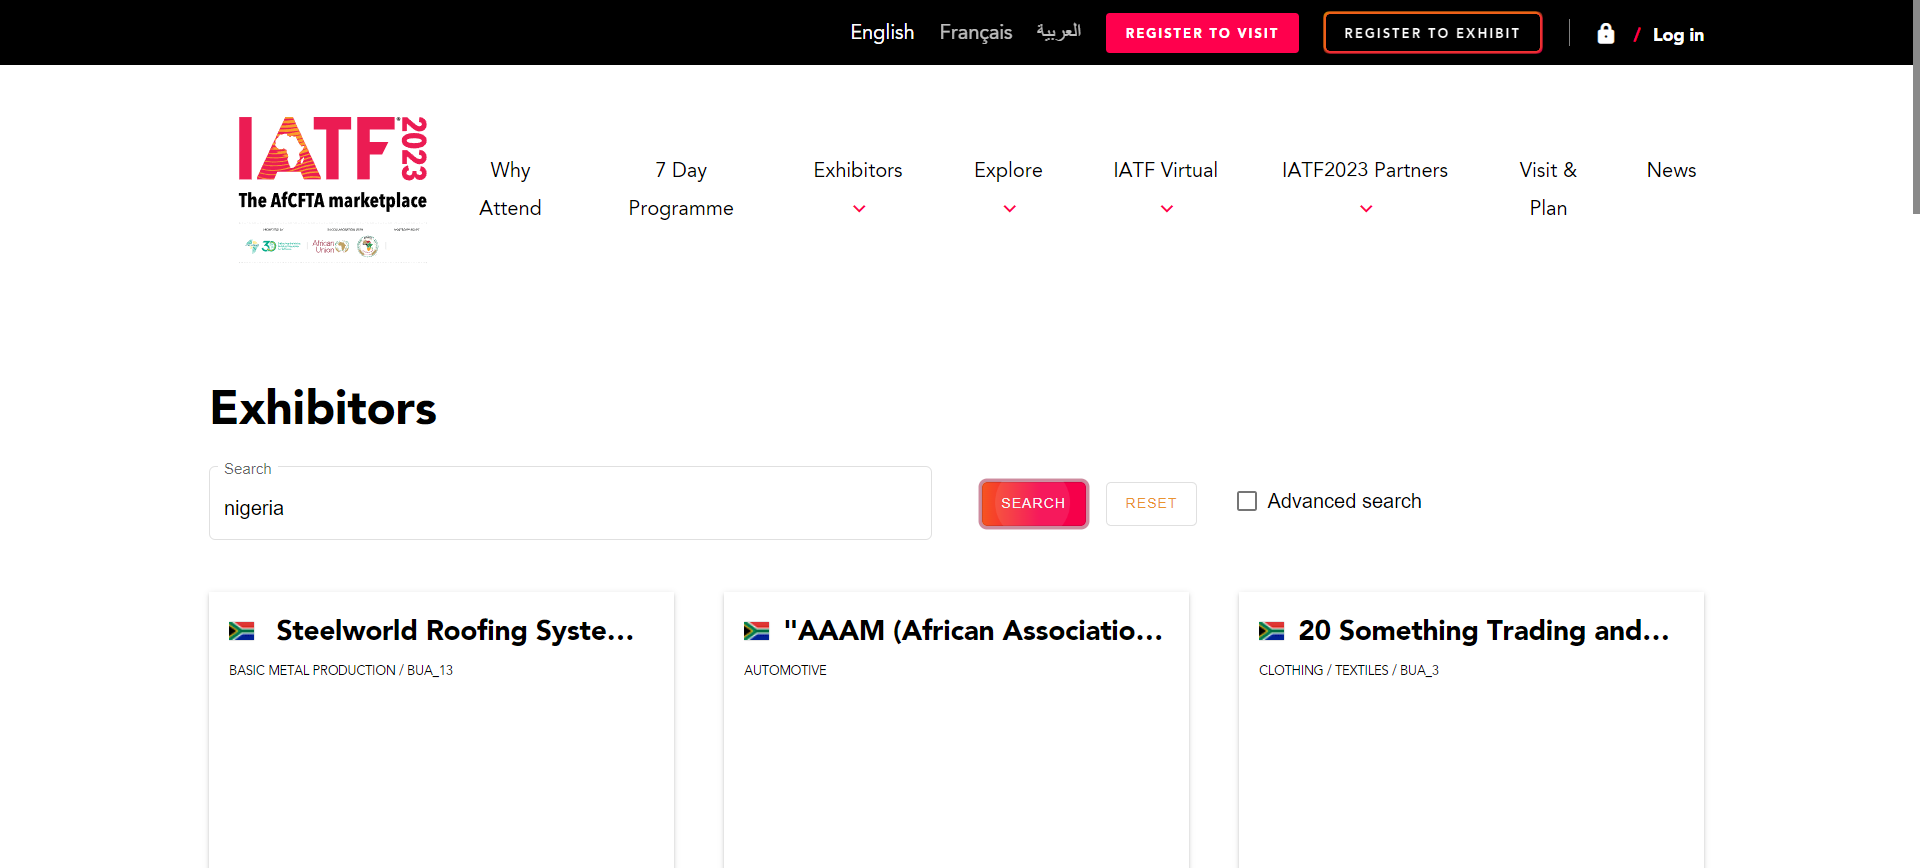 English Français العربية REGISTER TO VISIT REGISTER TO EXHIBIT / Log in
IATF 2023
The AfCFTA marketplace
African
Union
Why
Attend
7 Day
Programme
Exhibitors
Explore
IATF Virtual
IATF2023 Partners
Visit &
Plan
News
Exhibitors
Search
nigeria
SEARCH RESET Advanced search
Steelworld Roofing Syste...
BASIC METAL PRODUCTION / BUA_13
"AAAM (African Associatio...
AUTOMOTIVE
20 Something Trading and...
CLOTHING / TEXTILES / BUA_3